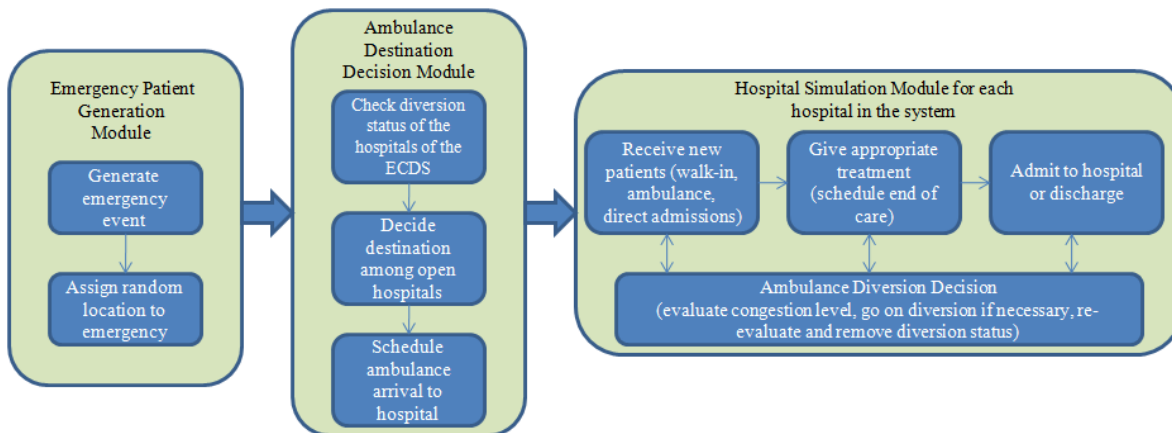 Emergency Patient
Generation
Module
Generate
emergency
event
Assign random
location to
emergency
Ambulance
Destination
Decision Module
Check diversion
status of the
hospitals of the
ECDS
Decide
destination
among open
hospitals
Schedule
ambulance
arrival to
hospital
Hospital Simulation Module for each
hospital in the system
Receive new
patients (walk-in,
ambulance,
direct admissions)
Give appropriate
treatment
(schedule end of
care)
Admit to hospital
or discharge
Ambulance Diversion Decision
(evaluate congestion level, go on diversion if necessary, re-
evaluate and remove diversion status)